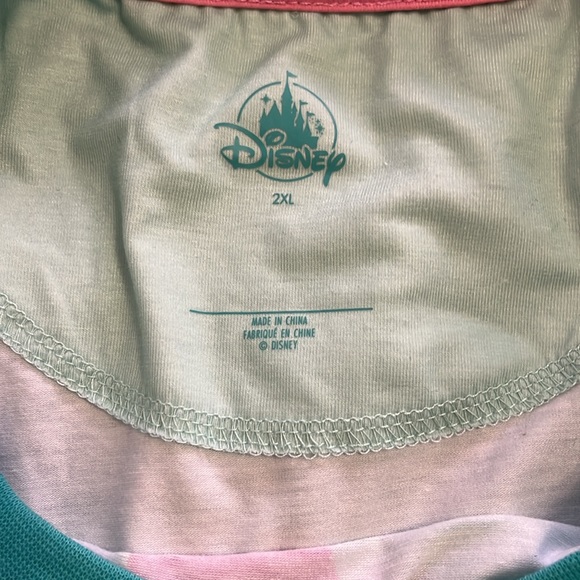 Disney
2XL
MADE IN CHINA
FABRIQUÉ EN CHINE
© DISNEY